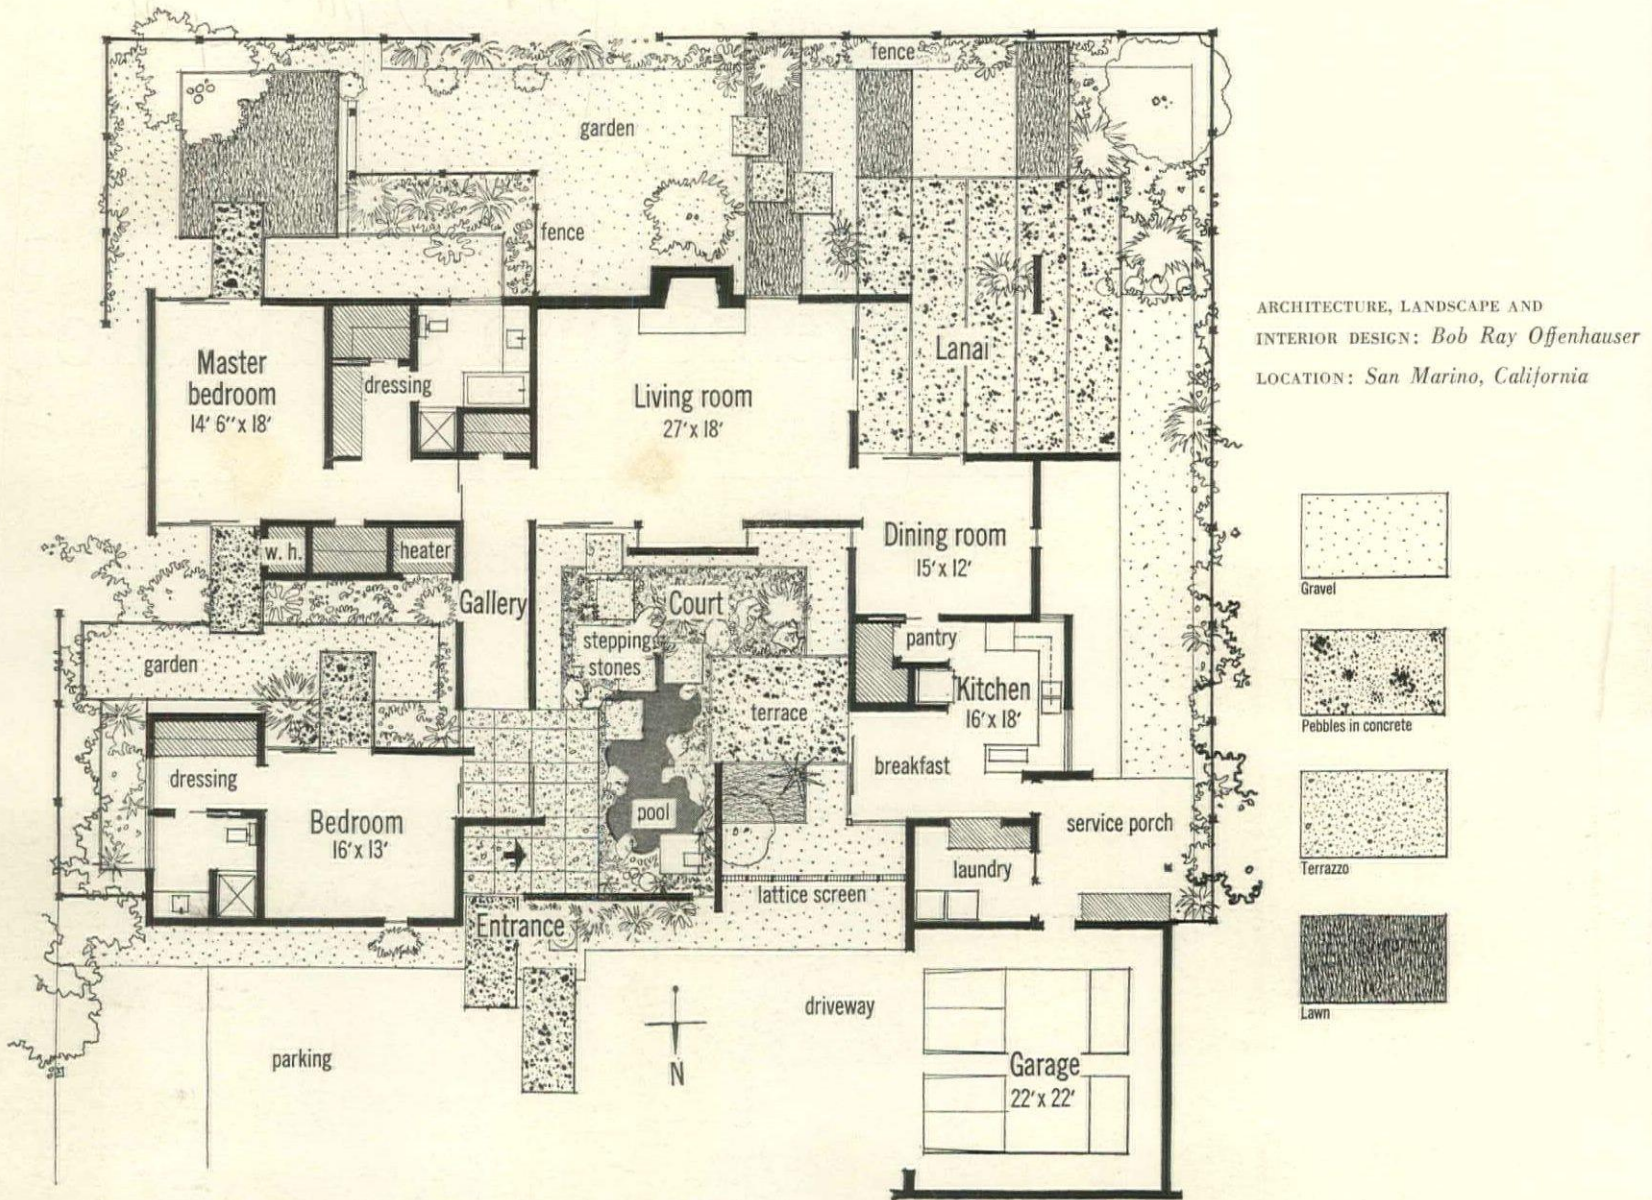 fence
garden
fence
ARCHITECTURE, LANDSCAPE AND
INTERIOR DESIGN: Bob Ray Offenhauser
LOCATION: San Marino, California
Master
bedroom
14' 6" x 18'
dressing
Living room
27' x 18'
Lanai
w. h.
heater
Gallery
Court
stepping
stones
Dining room
15' x 12'
pantry
Kitchen
16' x 18'
garden
terrace
breakfast
dressing
Bedroom
16' x 13'
pool
service porch
laundry
lattice screen
Entrance
driveway
parking
N
Garage
22' x 22'
Gravel
Pebbles in concrete
Terrazzo
Lawn